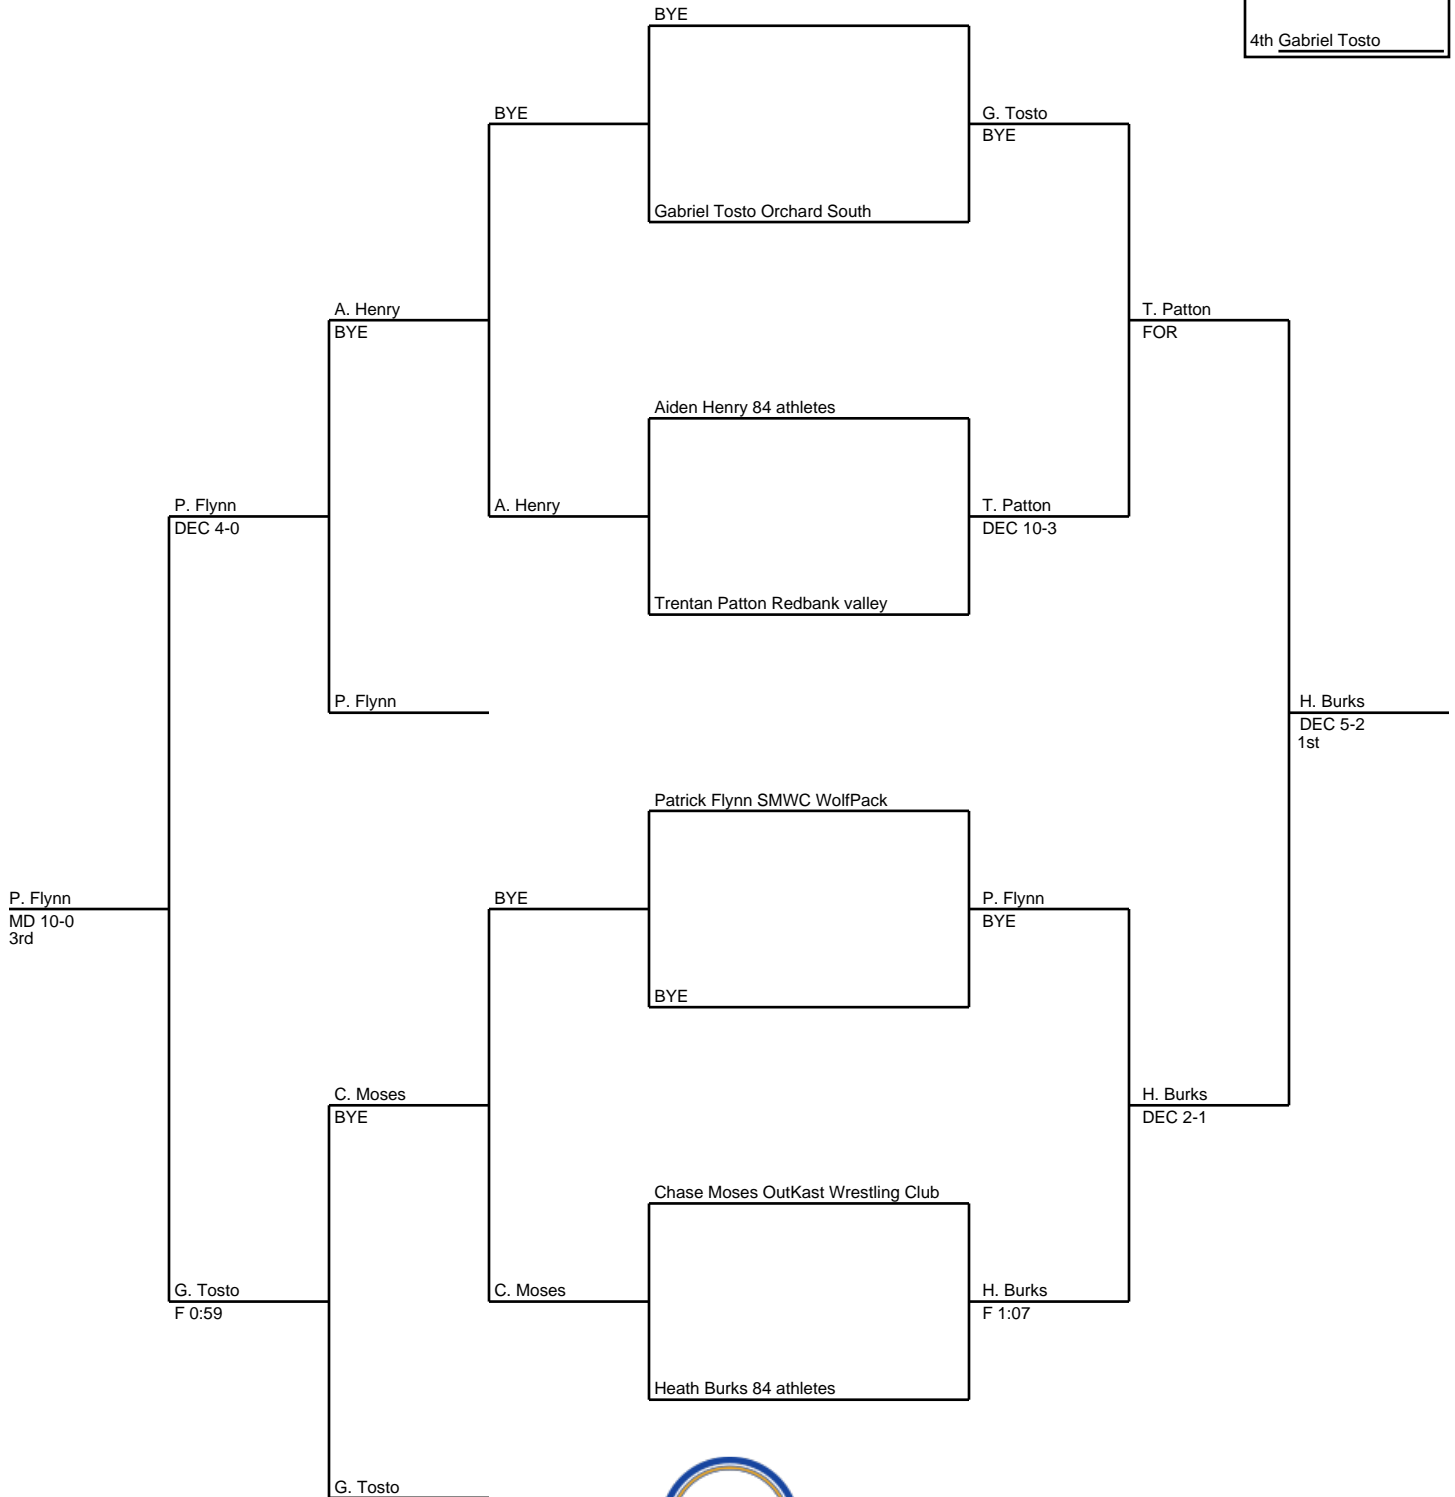 BYE
4th Gabriel Tosto
BYE
G. Tosto
BYE
Gabriel Tosto Orchard South
A. Henry
BYE
T. Patton
FOR
Aiden Henry 84 athletes
P. Flynn
DEC 4-0
A. Henry
T. Patton
DEC 10-3
Trentan Patton Redbank valley
P. Flynn
H. Burks
DEC 5-2
1st
Patrick Flynn SMWC WolfPack
P. Flynn
MD 10-0
3rd
BYE
P. Flynn
BYE
BYE
C. Moses
BYE
H. Burks
DEC 2-1
Chase Moses OutKast Wrestling Club
G. Tosto
F 0:59
C. Moses
H. Burks
F 1:07
Heath Burks 84 athletes
G. Tosto